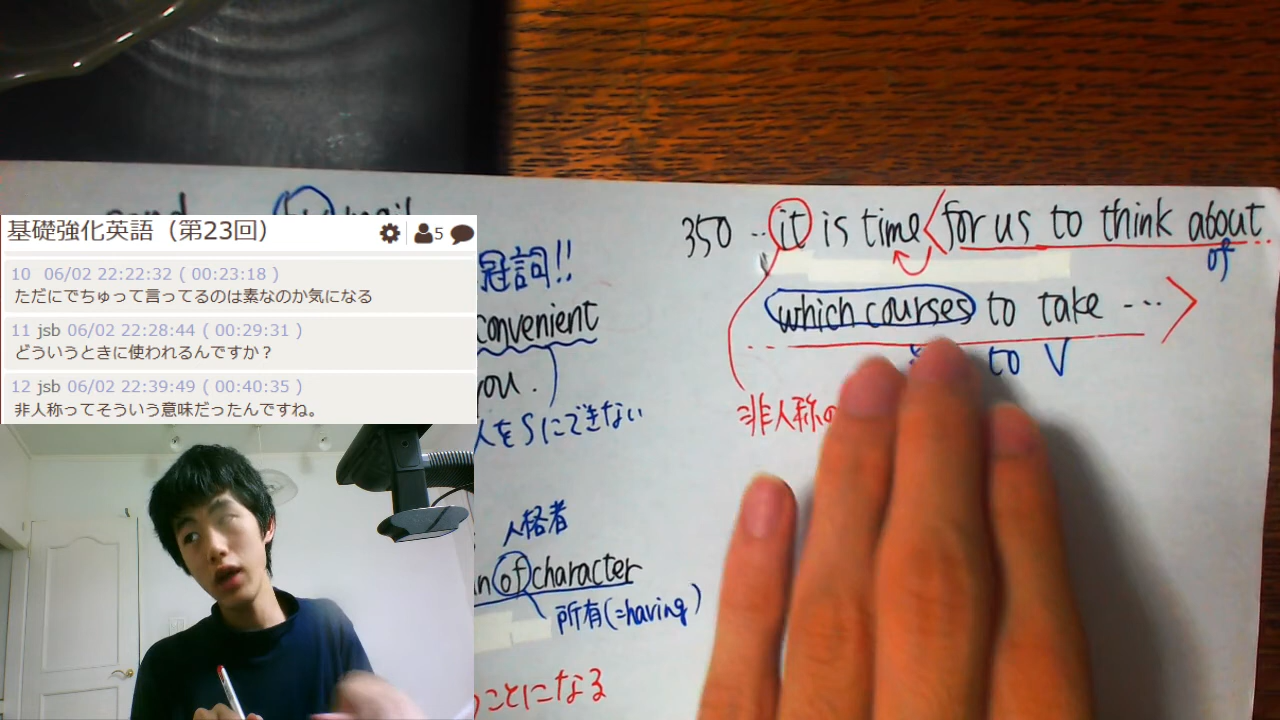 基礎強化英語（第23回）
5
10 06/02 22:22:32 ( 00:23:18 )
ただにでちゅって言ってるのは素なのか気になる
11 jsb 06/02 22:28:44 ( 00:29:31 )
どういうときに使われるんですか？
12 jsb 06/02 22:39:49 ( 00:40:35 )
非人称ってそういう意味だったんですね。
冠詞!!
convenient
you.
人をSにできない
人格者
of character
所有(=having)
ことになる
350 … it is time for us to think about
of
which courses to take …
to V
非人称の